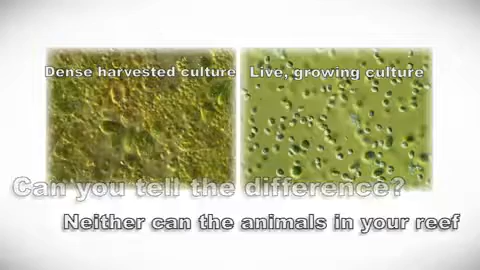 Dense harvested culture
Live, growing culture
Can you tell the difference?
Neither can the animals in your reef